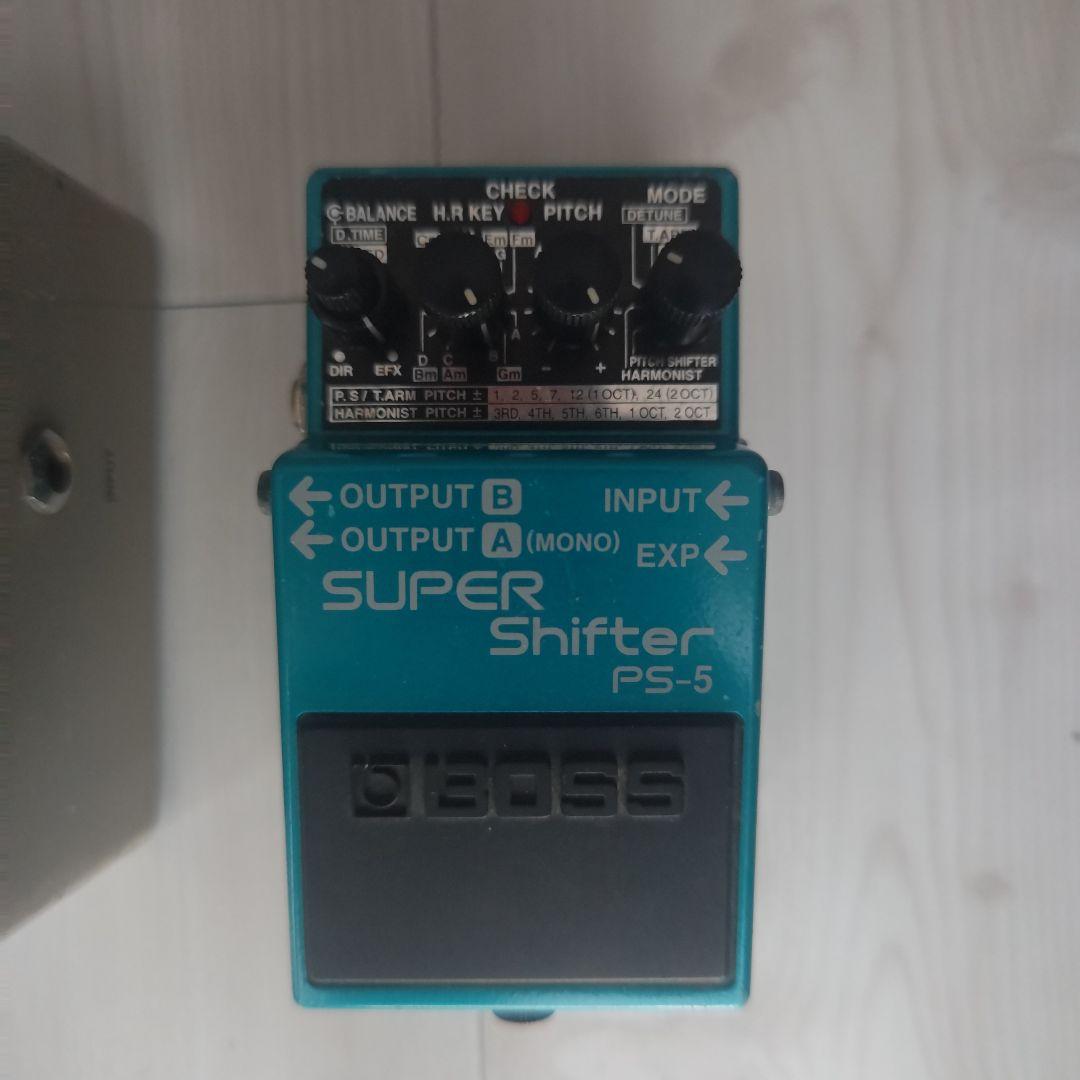 CHECK
MODE
BALANCE H.R KEY PITCH
DETUNE
D.TIME
Em Fm
G
A
D C B
- +
PITCH SHIFTER
DIR EFX Bm Am Gm HARMONIST
P.S / T.ARM PITCH ± 1, 2, 5, 7, 12 (1 OCT), 24 (2 OCT)
HARMONIST PITCH ± 3RD, 4TH, 5TH, 6TH, 1 OCT, 2 OCT
← OUTPUT B INPUT ←
← OUTPUT A (MONO) EXP ←
SUPER
Shifter
PS-5
BOSS